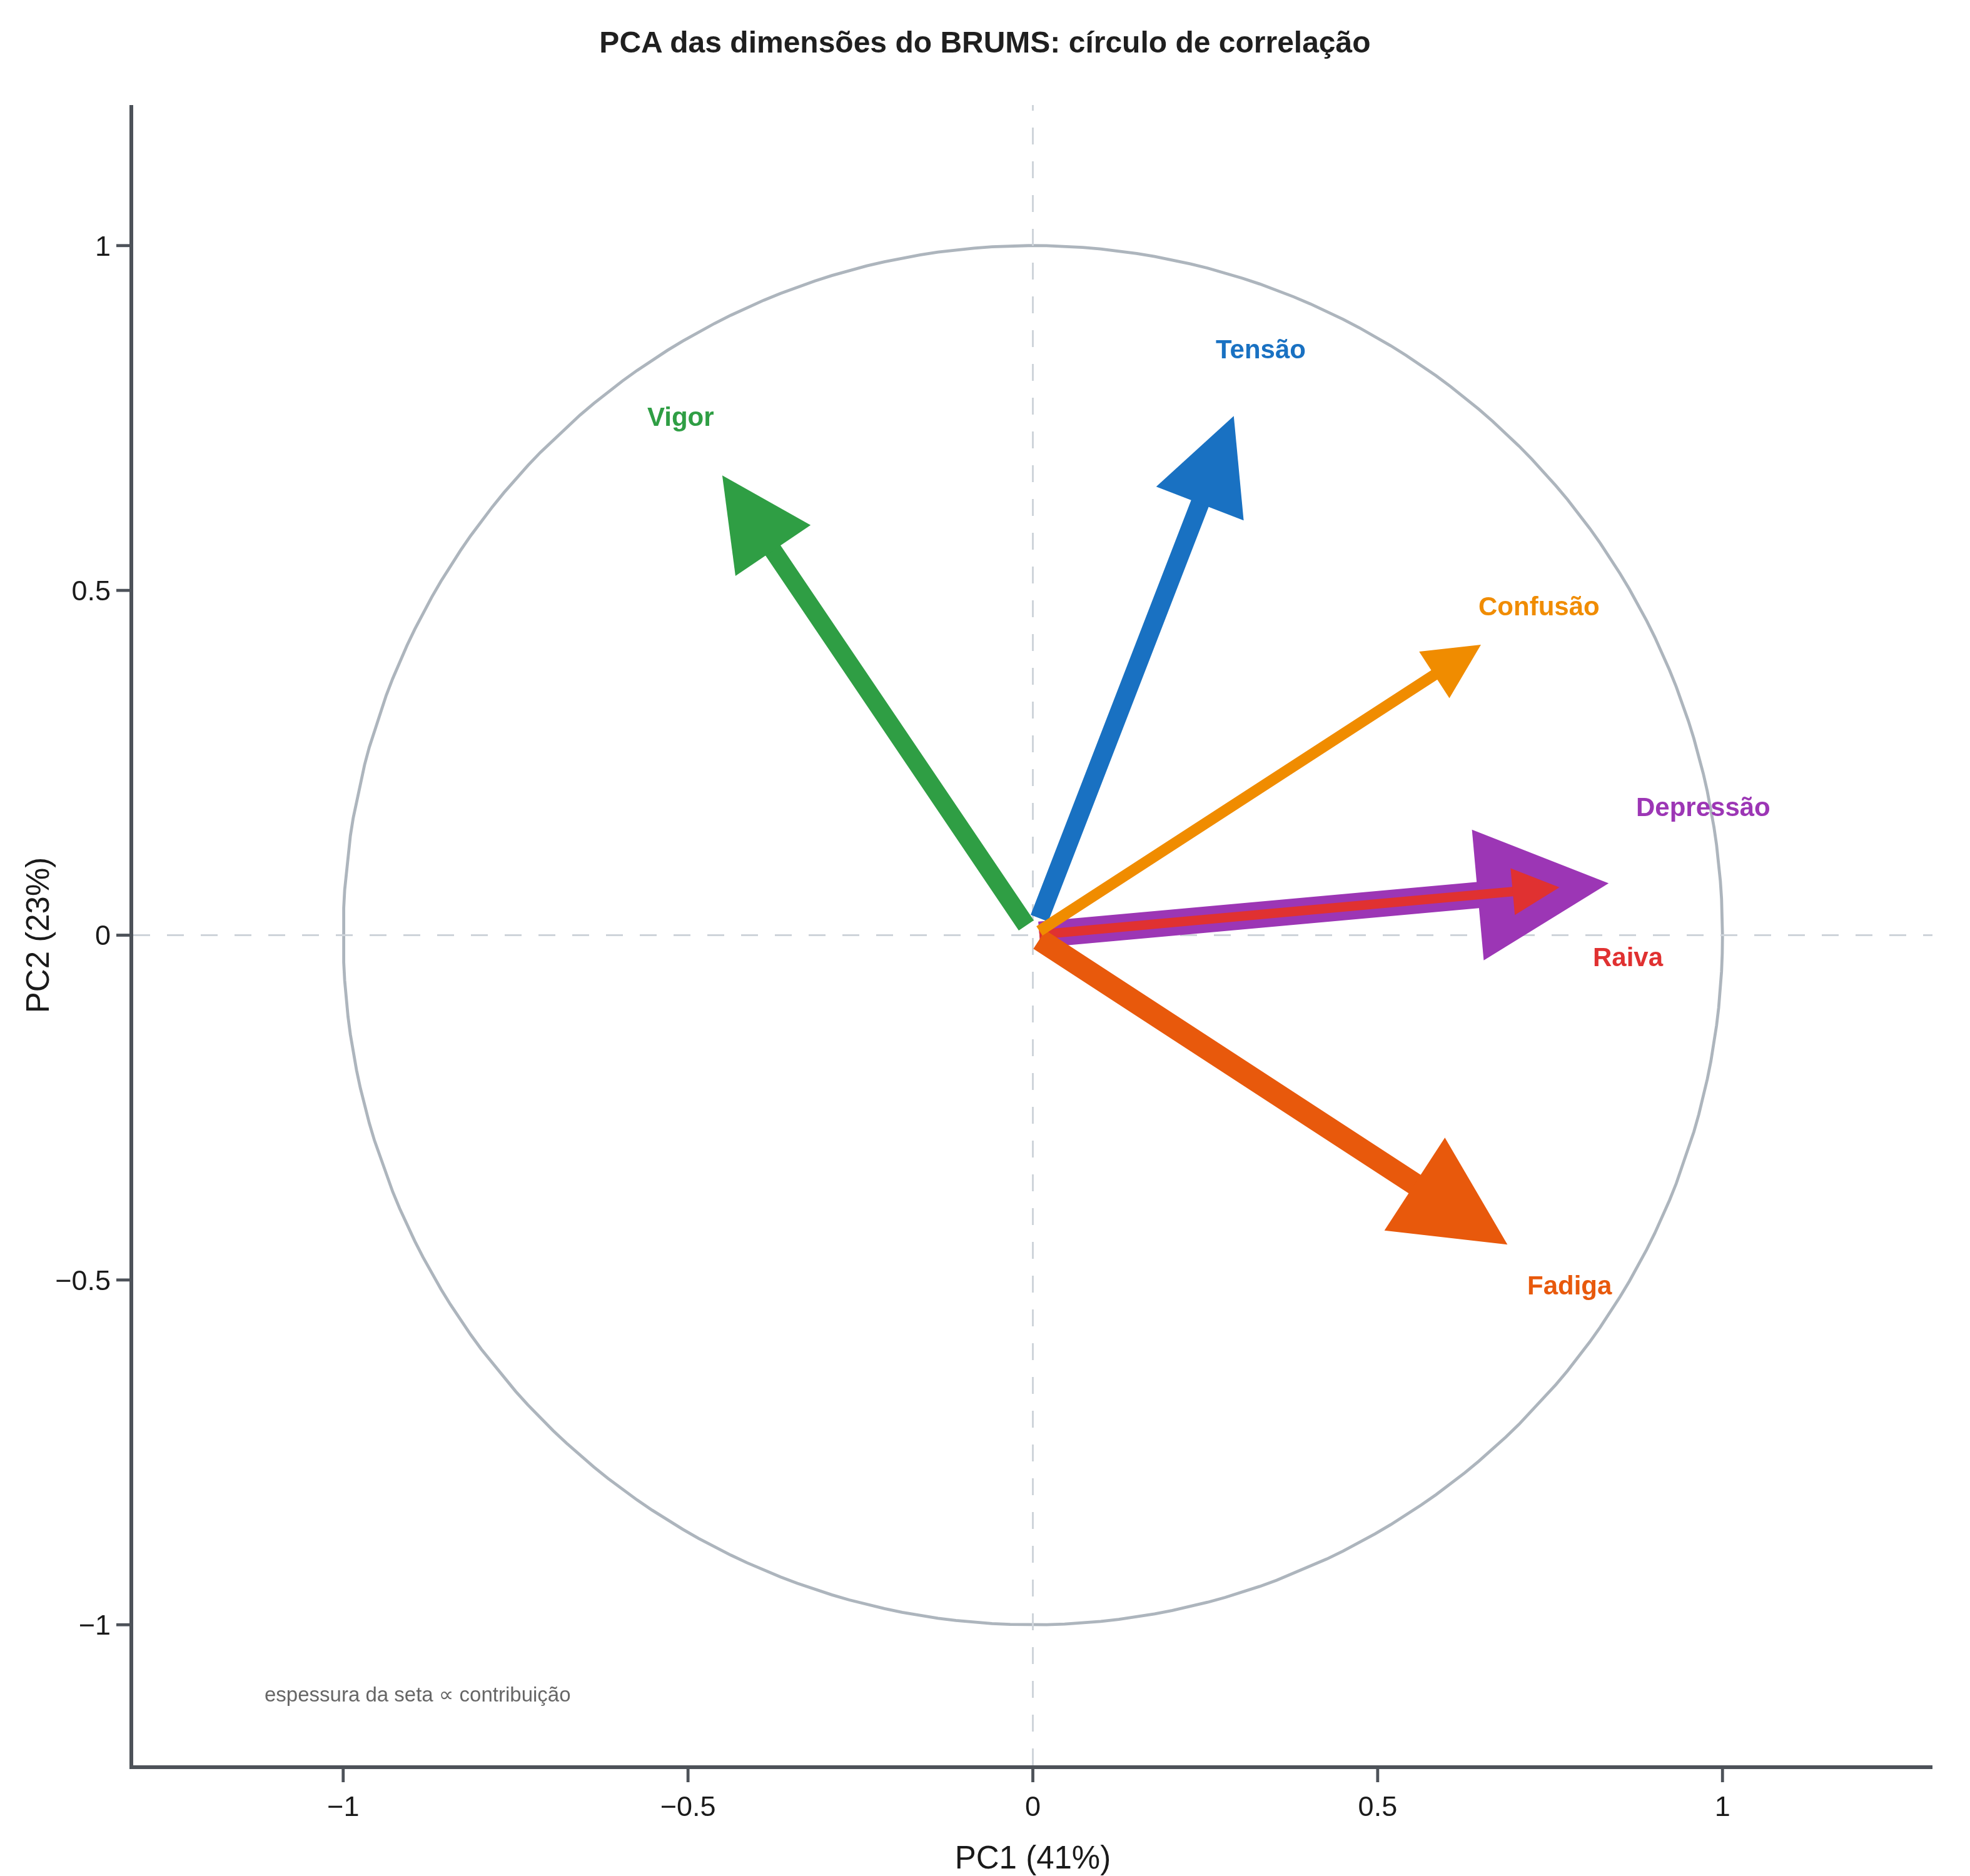 PCA das dimensões do BRUMS: círculo de correlação
Tensão
Vigor
Confusão
Depressão
Raiva
Fadiga
1
0.5
0
−0.5
−1
PC2 (23%)
espessura da seta ∝ contribuição
−1
−0.5
0
0.5
1
PC1 (41%)